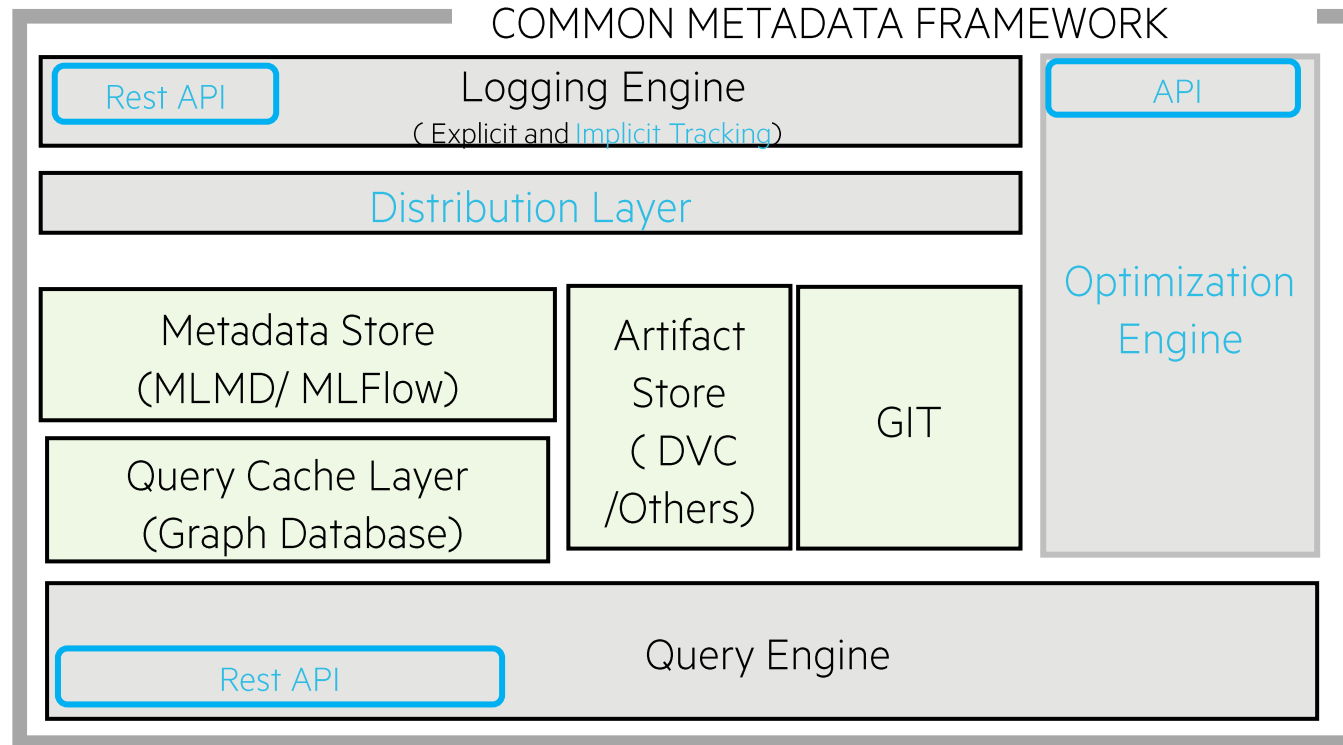 COMMON METADATA FRAMEWORK
Rest API
Logging Engine
( Explicit and Implicit Tracking)
API
Distribution Layer
Optimization
Engine
Metadata Store
(MLMD/ MLFlow)
Artifact
Store
( DVC
/Others)
GIT
Query Cache Layer
(Graph Database)
Query Engine
Rest API